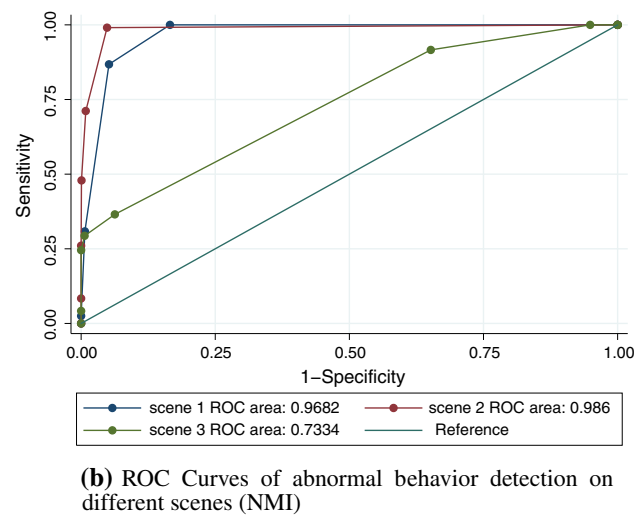 1.00
0.75
0.50
0.25
0.00
Sensitivity
0.00 0.25 0.50 0.75 1.00
1−Specificity
scene 1 ROC area: 0.9682 scene 2 ROC area: 0.986
scene 3 ROC area: 0.7334 Reference
(b) ROC Curves of abnormal behavior detection on
different scenes (NMI)